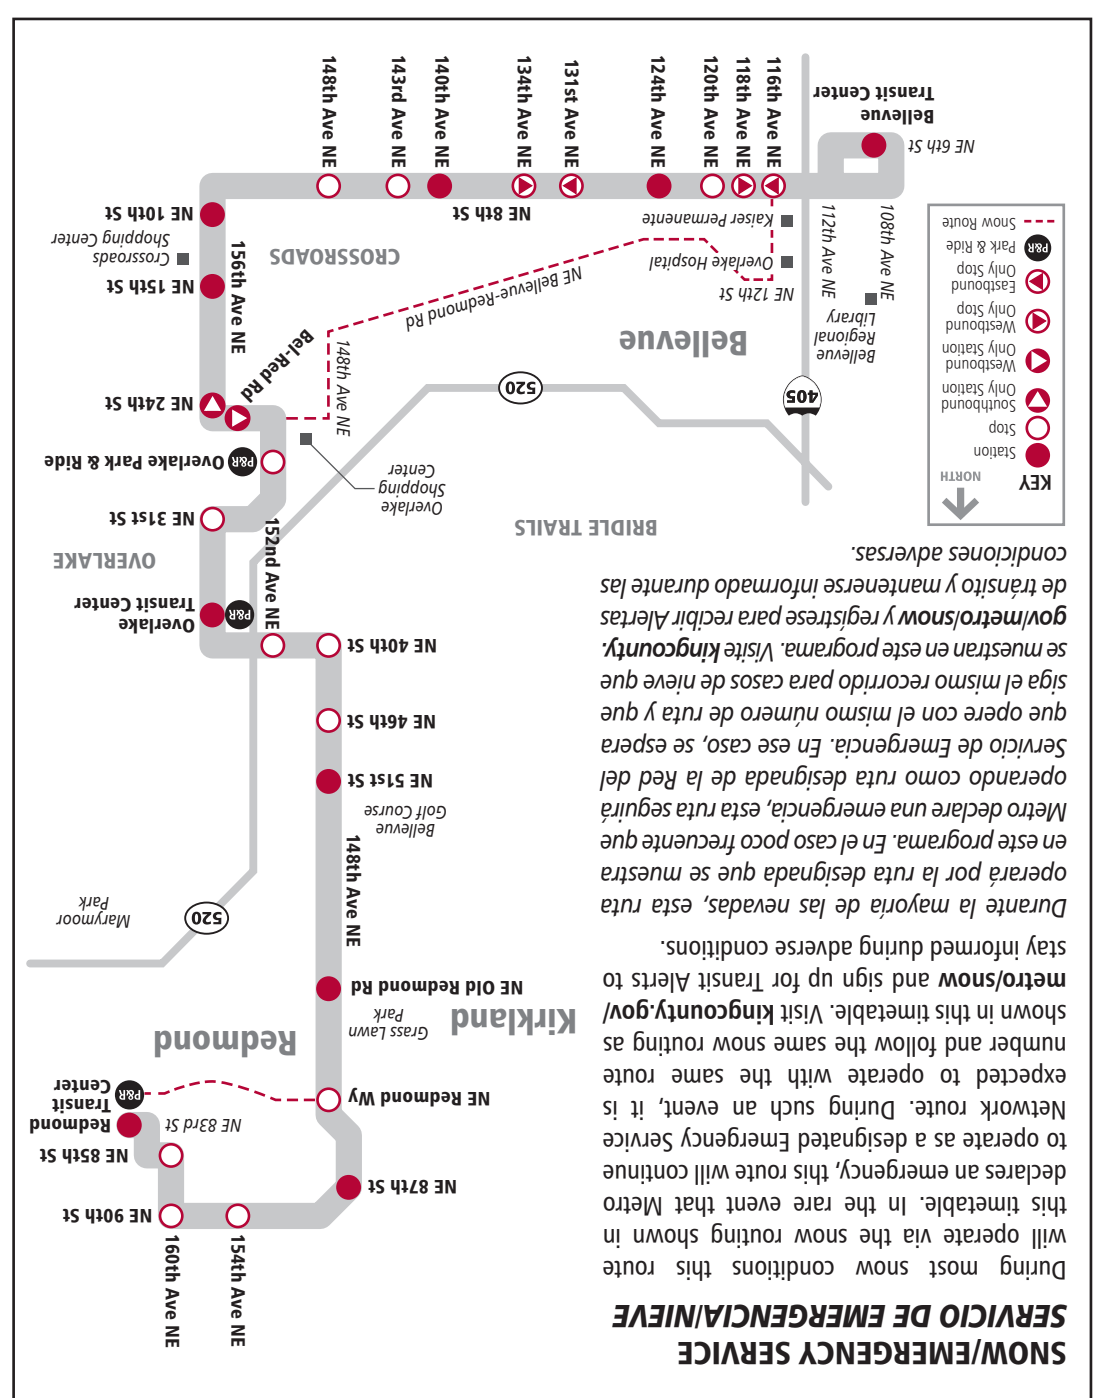 SNOW/EMERGENCY SERVICE
SERVICIO DE EMERGENCIA/NIEVE
During most snow conditions this route
will operate via the snow routing shown in
this timetable. In the rare event that Metro
declares an emergency, this route will continue
to operate as a designated Emergency Service
Network route. During such an event, it is
expected to operate with the same route
number and follow the same snow routing as
shown in this timetable. Visit kingcounty.gov/
metro/snow and sign up for Transit Alerts to
stay informed during adverse conditions.
Durante la mayoría de las nevadas, esta ruta
operará por la ruta designada que se muestra
en este programa. En el caso poco frecuente que
Metro declare una emergencia, esta ruta seguirá
operando como ruta designada de la Red del
Servicio de Emergencia. En ese caso, se espera
que opere con el mismo número de ruta y que
siga el mismo recorrido para casos de nieve que
se muestran en este programa. Visite kingcounty.
gov/metro/snow y regístrese para recibir Alertas
de tránsito y mantenerse informado durante las
condiciones adversas.
KEY
NORTH
Station
Stop
Southbound
Station Only
Westbound
Station Only
Westbound
Only Stop
Eastbound
Only Stop
P&R
Park & Ride
Snow Route
160th Ave NE
154th Ave NE
NE 90th St
NE 87th St
NE 85th St
NE 83rd St
Redmond
Transit
Center
P&R
NE Redmond Wy
Redmond
Kirkland
Grass Lawn
Park
NE Old Redmond Rd
Marymoor
Park
520
148th Ave NE
Bellevue
Golf Course
NE 51st St
NE 46th St
NE 40th St
152nd Ave NE
Overlake
Transit Center
P&R
OVERLAKE
BRIDLE TRAILS
NE 31st St
Overlake
Shopping
Center
Overlake Park & Ride
P&R
NE 24th St
Bel-Red Rd
148th Ave NE
520
405
156th Ave NE
Bellevue
Bellevue
Regional
Library
NE Bellevue-Redmond Rd
NE 12th St
NE 15th St
Crossroads
Shopping Center
CROSSROADS
Overlake Hospital
Kaiser Permanente
112th Ave NE
108th Ave NE
NE 10th St
NE 8th St
NE 6th St
Bellevue
Transit Center
148th Ave NE
143rd Ave NE
140th Ave NE
134th Ave NE
131st Ave NE
124th Ave NE
120th Ave NE
118th Ave NE
116th Ave NE